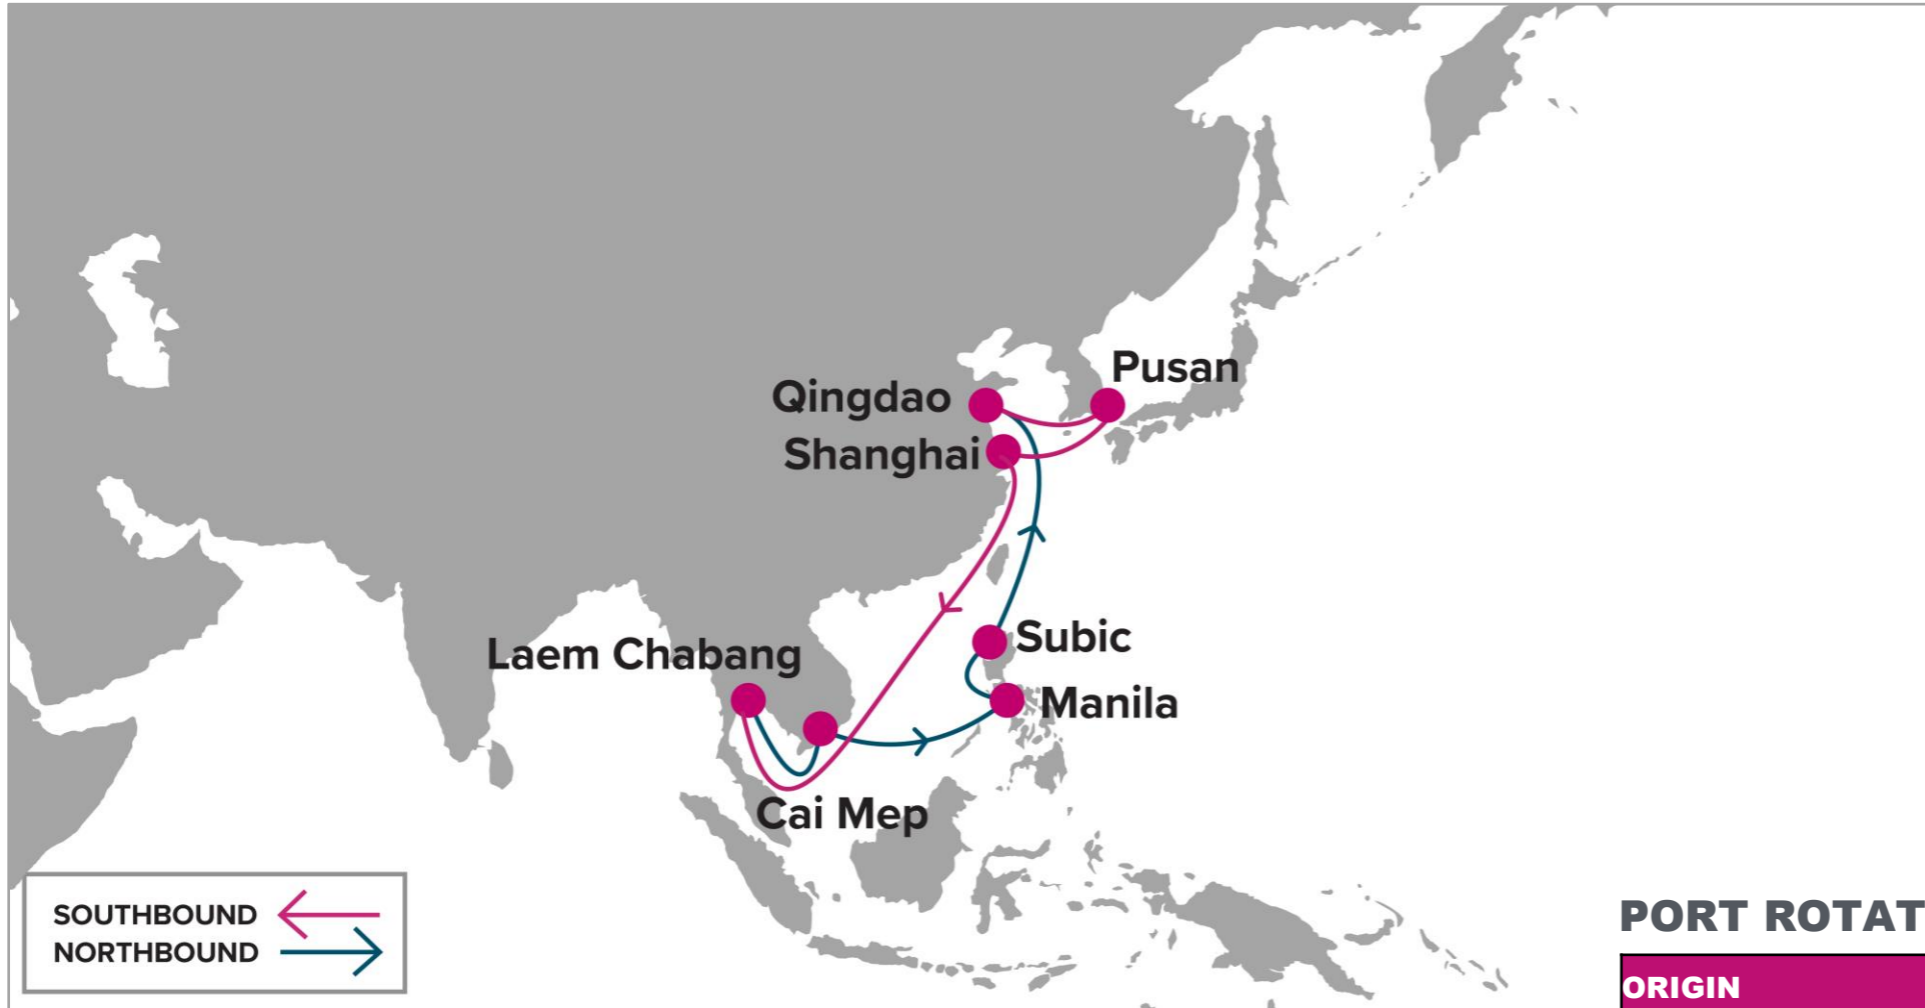 Pusan
Qingdao
Shanghai
Subic
Laem Chabang
Manila
Cai Mep
SOUTHBOUND
NORTHBOUND
PORT ROTAT
ORIGIN